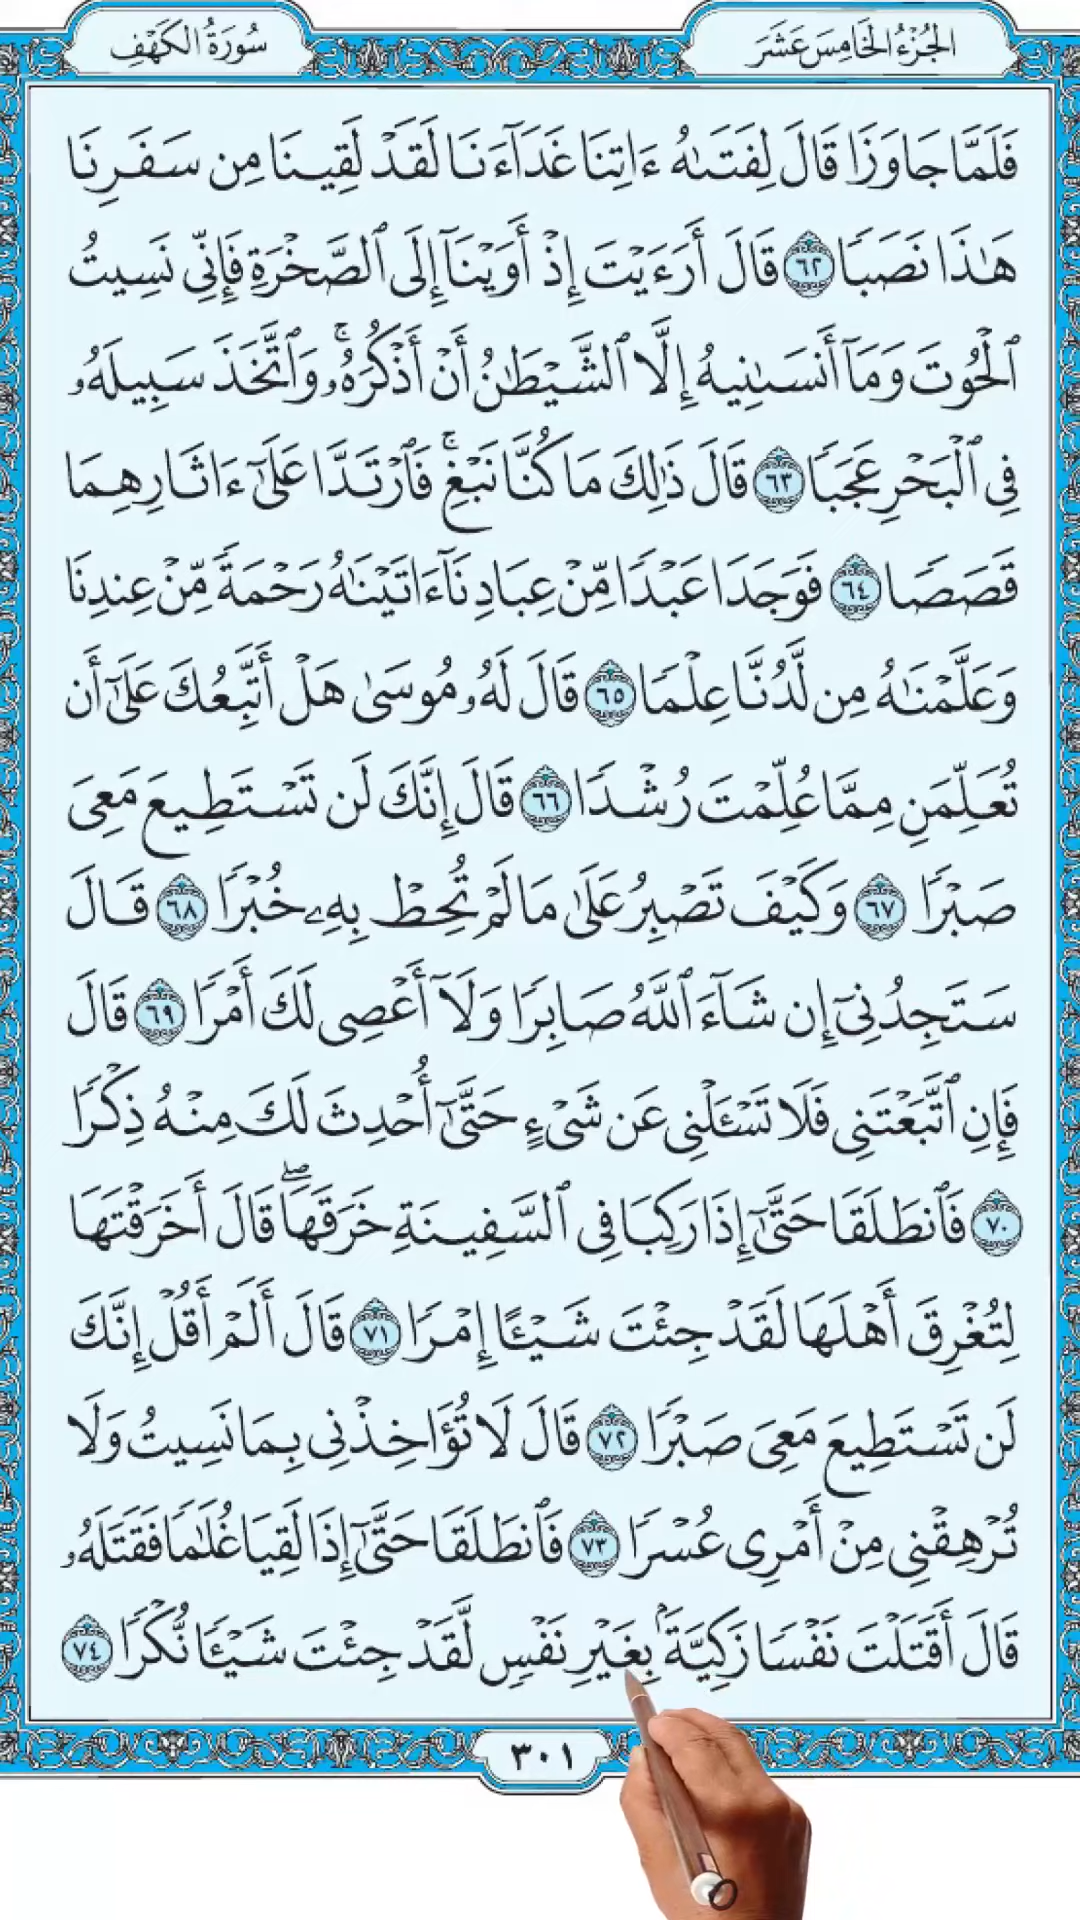 الجُزْءُ الخَامِسَ عَشَرَ
سُورَةُ الكَهْفِ
فَلَمَّا جَاوَزَا قَالَ لِفَتَىٰهُ ءَاتِنَا غَدَآءَنَا لَقَدْ لَقِينَا مِن سَفَرِنَا
هَٰذَا نَصَبًا ٦٢ قَالَ أَرَءَيْتَ إِذْ أَوَيْنَآ إِلَى ٱلصَّخْرَةِ فَإِنِّي نَسِيتُ
ٱلْحُوتَ وَمَآ أَنسَىٰنِيهُ إِلَّا ٱلشَّيْطَٰنُ أَنْ أَذْكُرَهُۥۚ وَٱتَّخَذَ سَبِيلَهُۥ
فِي ٱلْبَحْرِ عَجَبًا ٦٣ قَالَ ذَٰلِكَ مَا كُنَّا نَبْغِۚ فَٱرْتَدَّا عَلَىٰٓ ءَاثَارِهِمَا
قَصَصًا ٦٤ فَوَجَدَا عَبْدًا مِّنْ عِبَادِنَآ ءَاتَيْنَٰهُ رَحْمَةً مِّنْ عِندِنَا
وَعَلَّمْنَٰهُ مِن لَّدُنَّا عِلْمًا ٦٥ قَالَ لَهُۥ مُوسَىٰ هَلْ أَتَّبِعُكَ عَلَىٰٓ أَن
تُعَلِّمَنِ مِمَّا عُلِّمْتَ رُشْدًا ٦٦ قَالَ إِنَّكَ لَن تَسْتَطِيعَ مَعِيَ
صَبْرًا ٦٧ وَكَيْفَ تَصْبِرُ عَلَىٰ مَا لَمْ تُحِطْ بِهِۦ خُبْرًا ٦٨ قَالَ
سَتَجِدُنِيٓ إِن شَآءَ ٱللَّهُ صَابِرًا وَلَآ أَعْصِي لَكَ أَمْرًا ٦٩ قَالَ
فَإِنِ ٱتَّبَعْتَنِي فَلَا تَسْـَٔلْنِي عَن شَيْءٍ حَتَّىٰٓ أُحْدِثَ لَكَ مِنْهُ ذِكْرًا
٧٠ فَٱنطَلَقَا حَتَّىٰٓ إِذَا رَكِبَا فِي ٱلسَّفِينَةِ خَرَقَهَاۖ قَالَ أَخَرَقْتَهَا
لِتُغْرِقَ أَهْلَهَا لَقَدْ جِئْتَ شَيْـًٔا إِمْرًا ٧١ قَالَ أَلَمْ أَقُلْ إِنَّكَ
لَن تَسْتَطِيعَ مَعِيَ صَبْرًا ٧٢ قَالَ لَا تُؤَاخِذْنِي بِمَا نَسِيتُ وَلَا
تُرْهِقْنِي مِنْ أَمْرِي عُسْرًا ٧٣ فَٱنطَلَقَا حَتَّىٰٓ إِذَا لَقِيَا غُلَٰمًا فَقَتَلَهُۥ
قَالَ أَقَتَلْتَ نَفْسًا زَكِيَّةًۢ بِغَيْرِ نَفْسٍ لَّقَدْ جِئْتَ شَيْـًٔا نُّكْرًا ٧٤
٣٠١